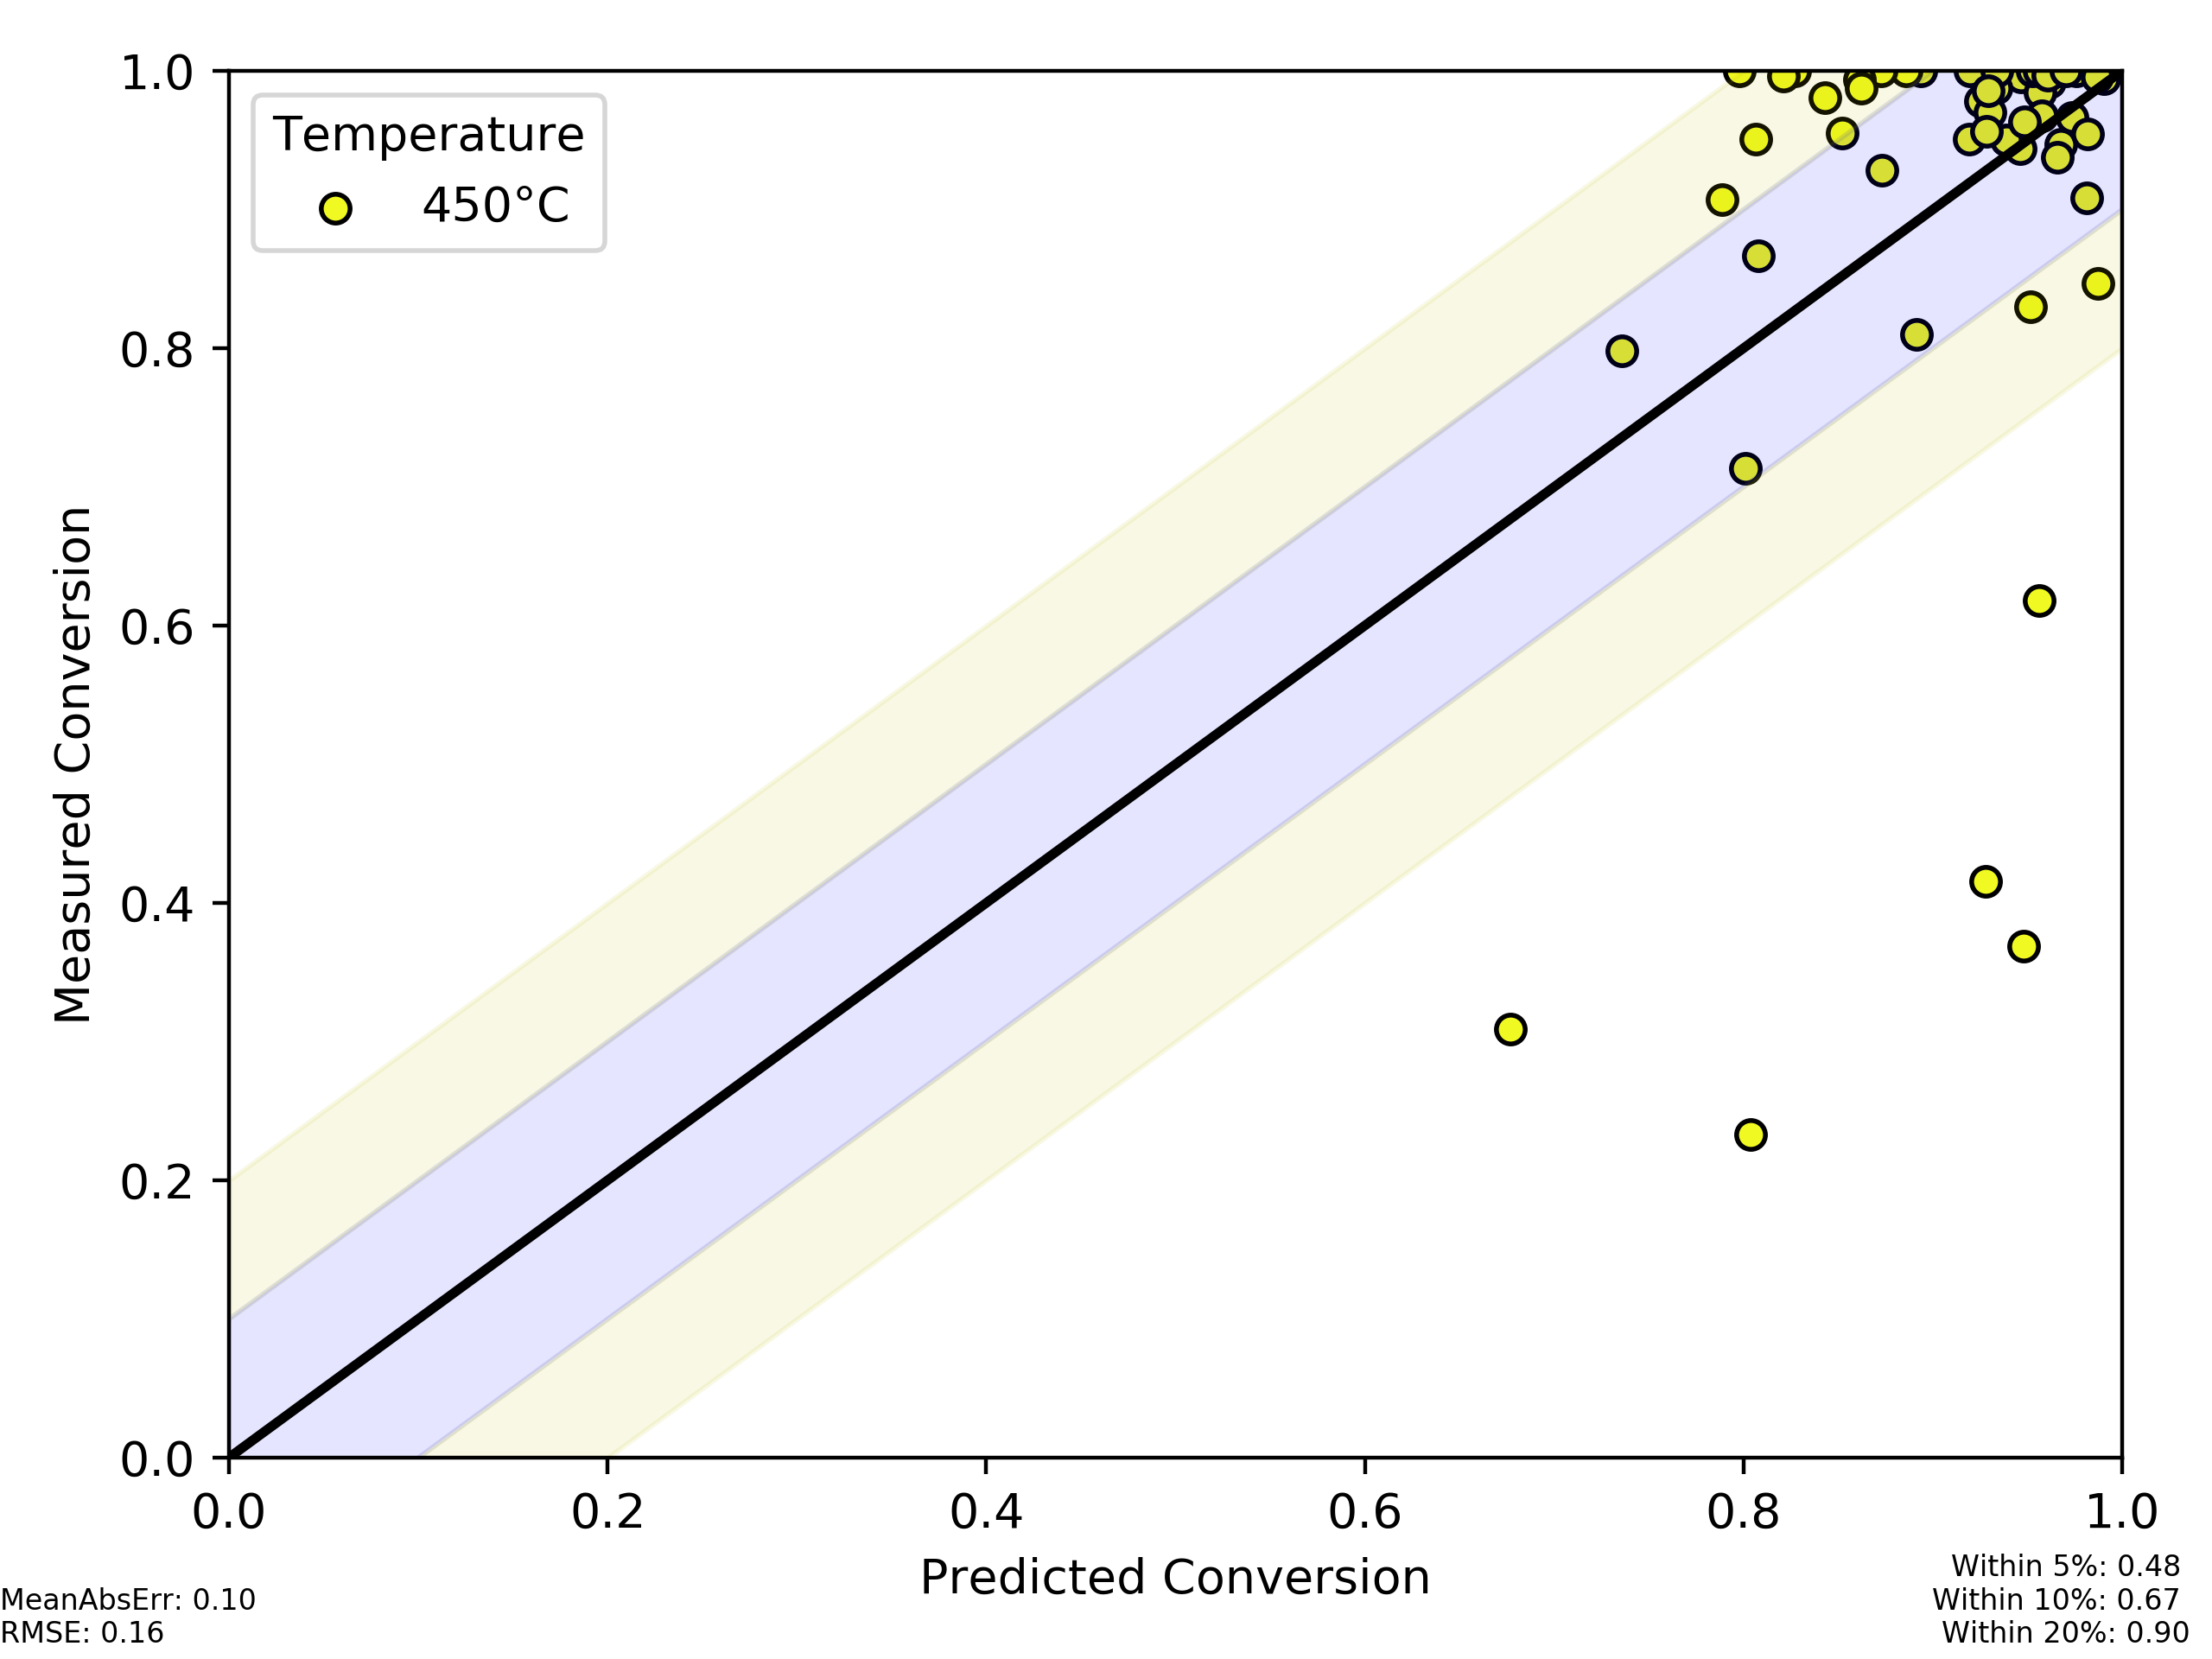 1.0
Temperature
450°C
0.8
0.6
0.4
0.2
0.0
Measured Conversion
0.0 0.2 0.4 0.6 0.8 1.0
Predicted Conversion
MeanAbsErr: 0.10
RMSE: 0.16
Within 5%: 0.48
Within 10%: 0.67
Within 20%: 0.90